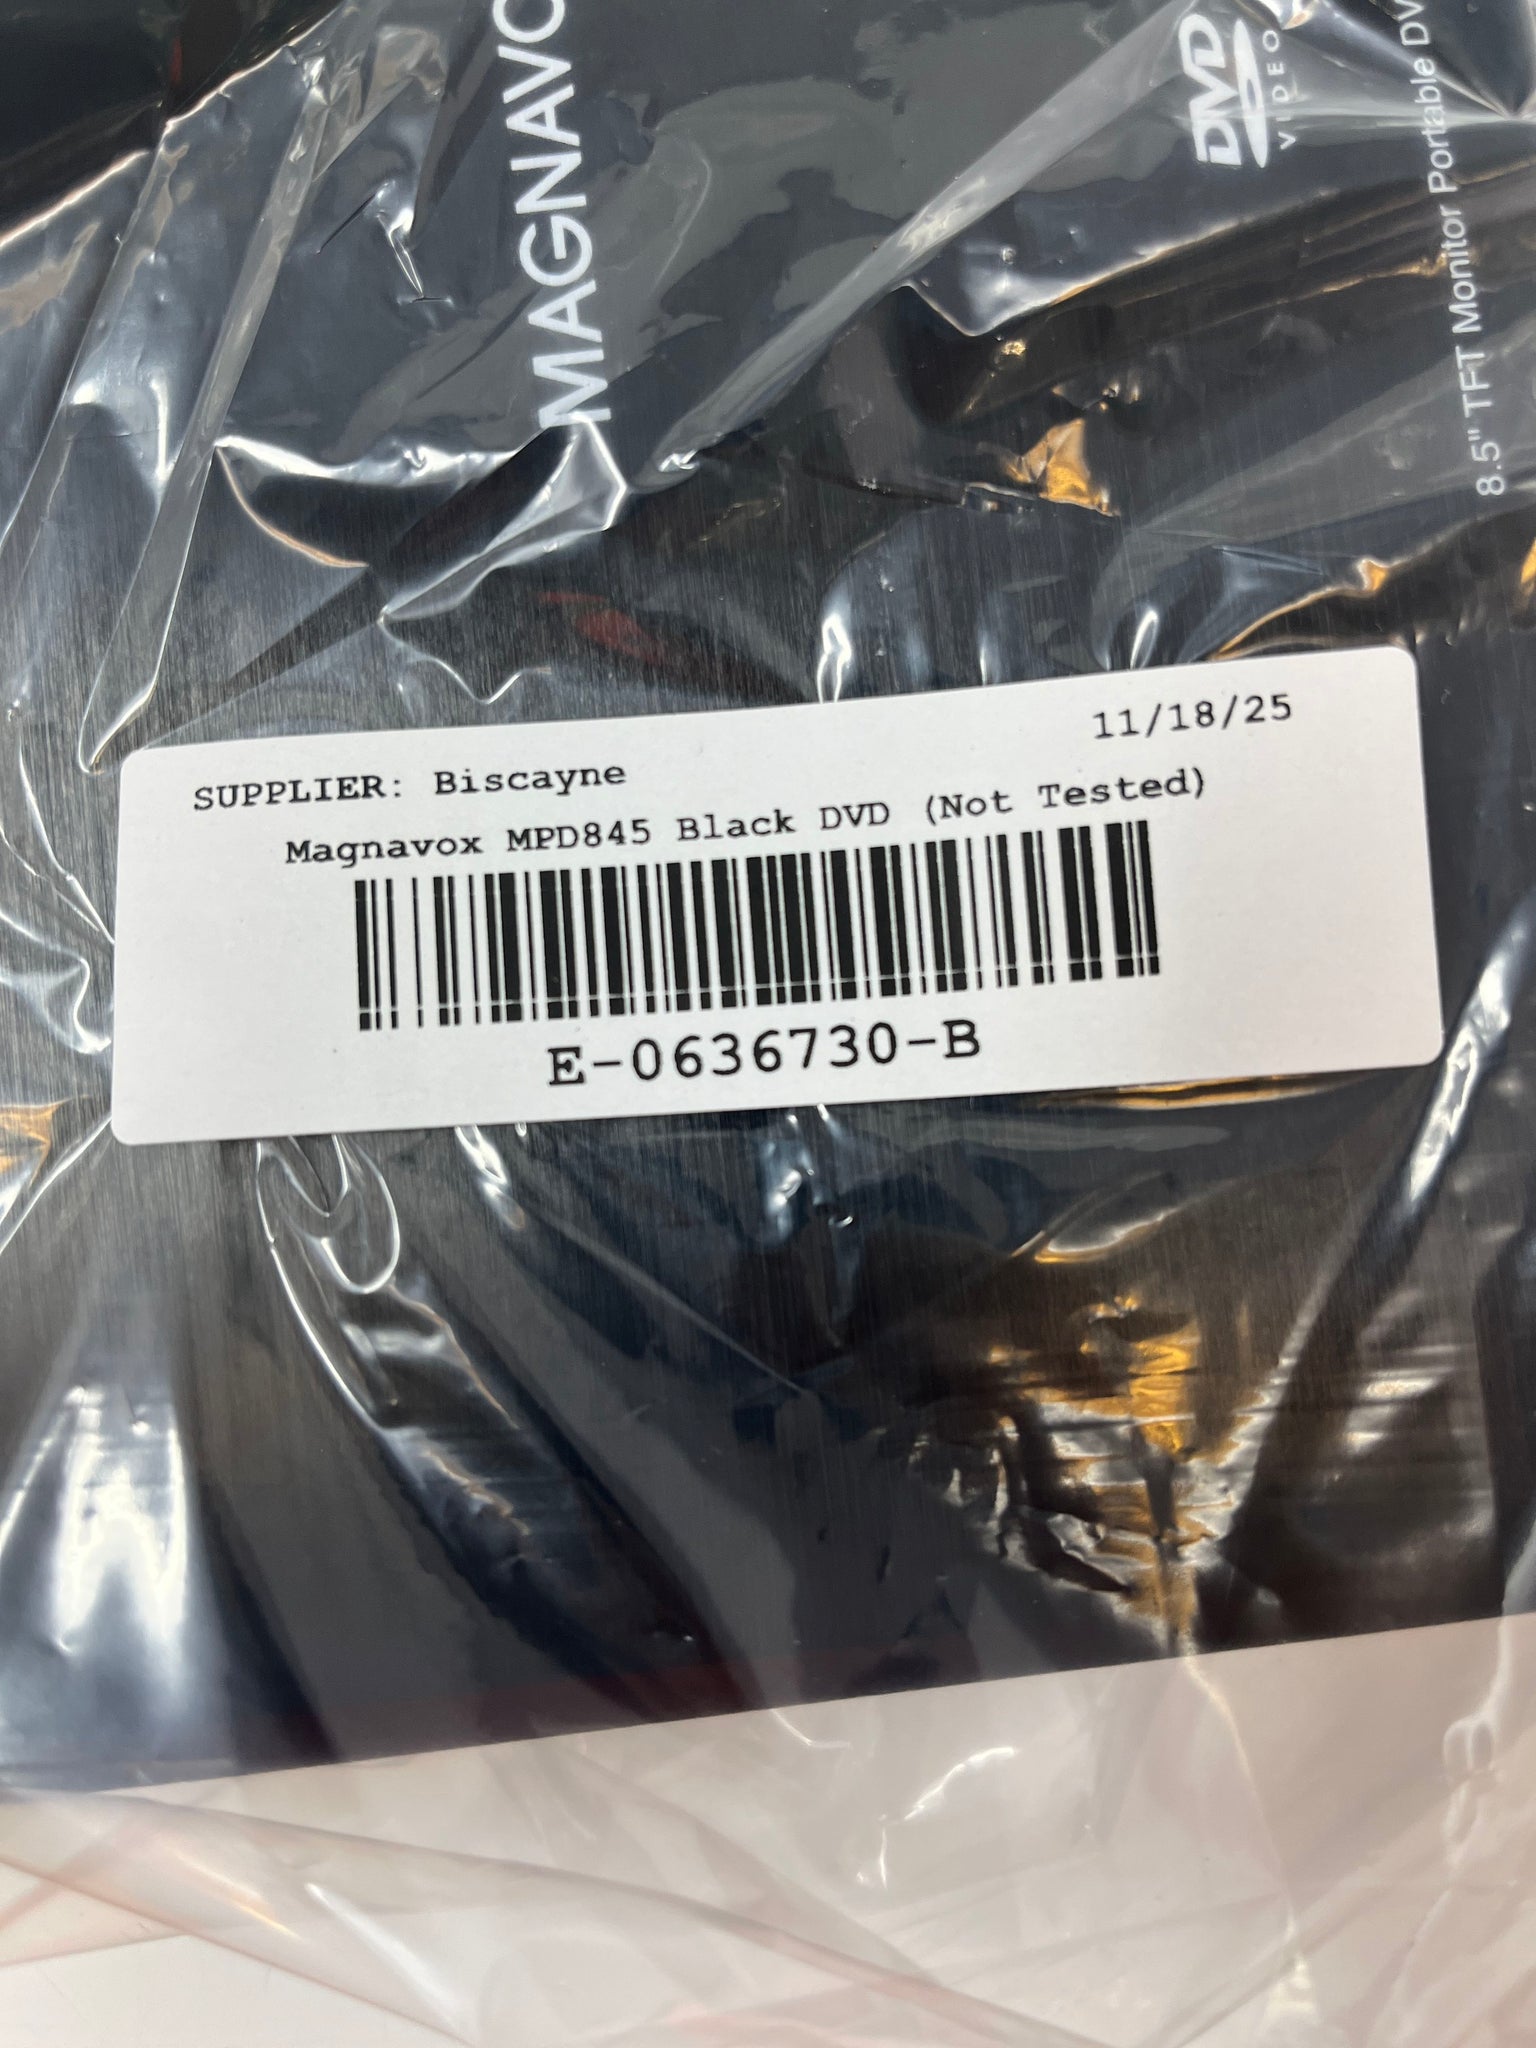 MAGNAVO
DVD
VIDEO
8.5" TFT Monitor Portable DV
11/18/25
SUPPLIER: Biscayne
Magnavox MPD845 Black DVD (Not Tested)
E-0636730-B